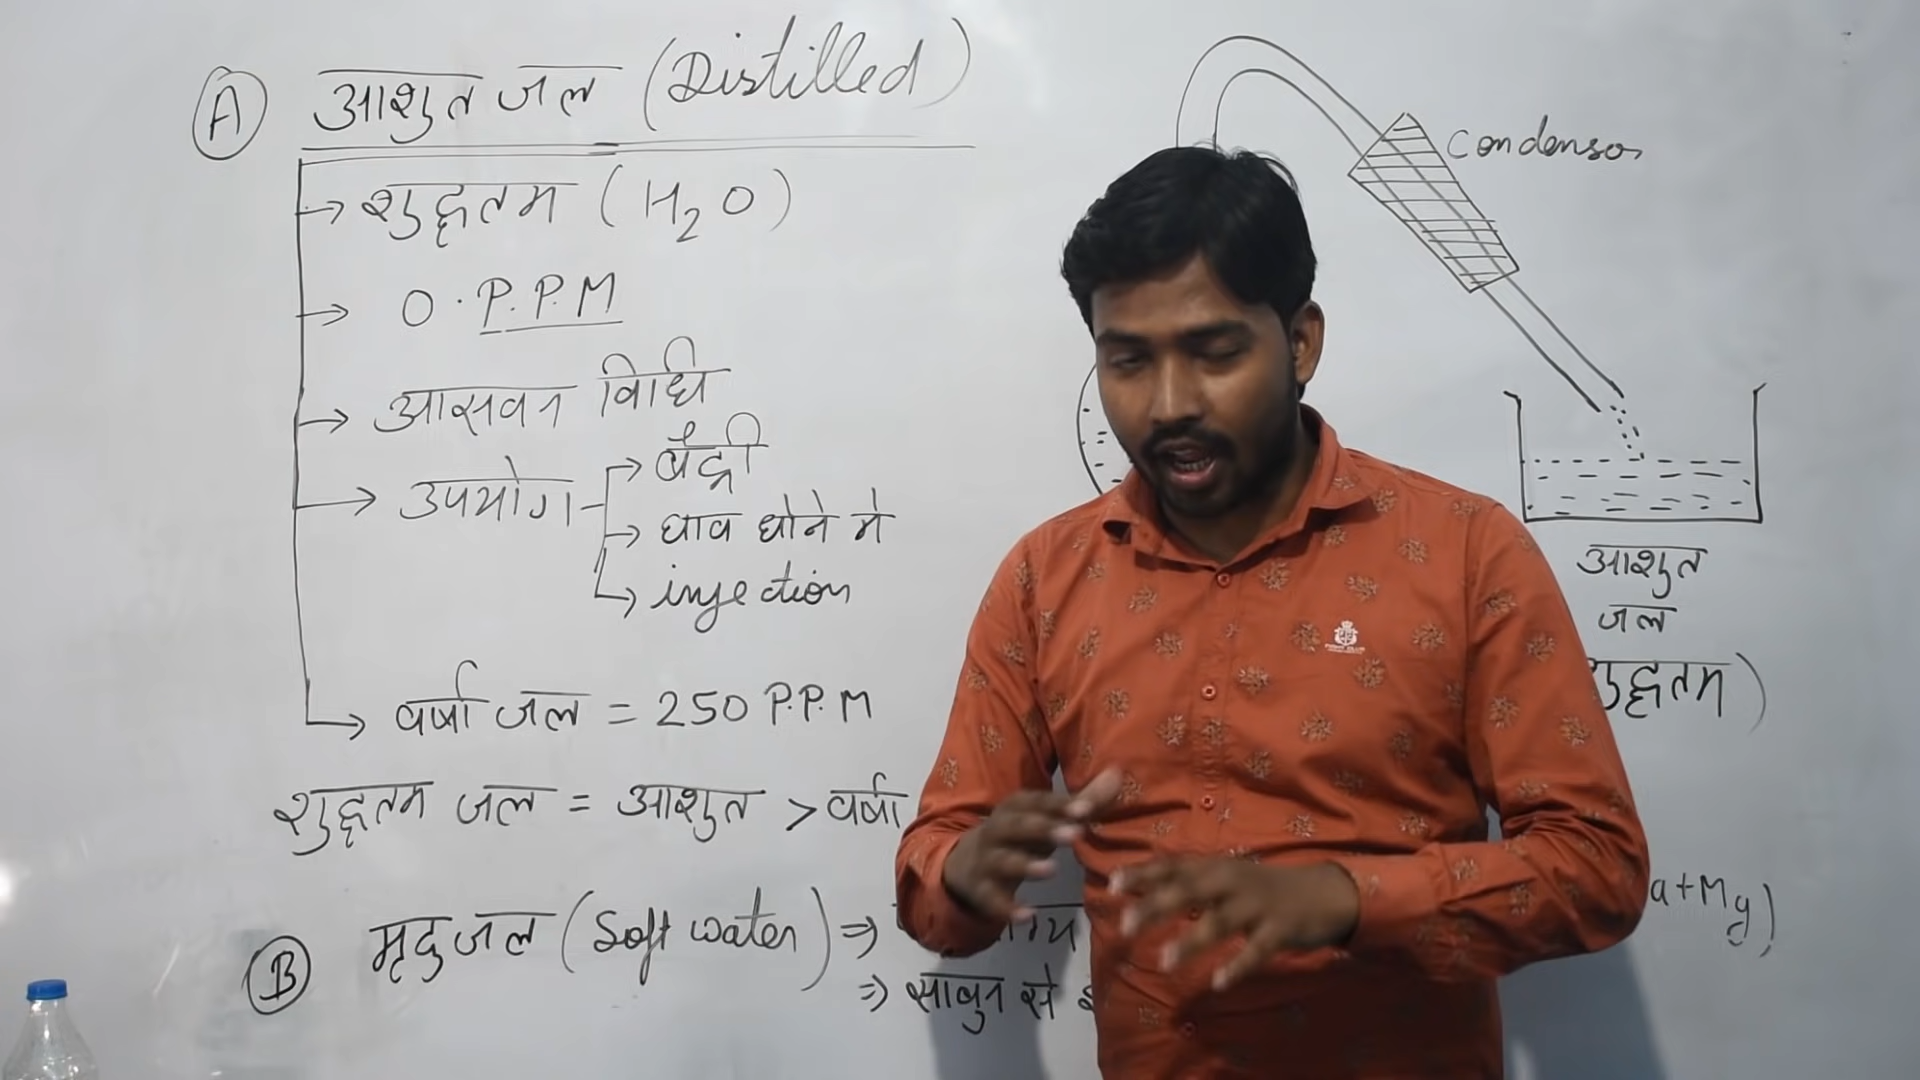 A आशुत जल (Distilled)
→ शुद्धतम (H₂O)
→ 0 · P.P.M
→ आसवन विधि
→ उपयोग → बैट्री
→ घाव धोने मे
→ injection
→ वर्षा जल = 250 P.P.M
शुद्धतम जल = आशुत > वर्षा
B मृदु जल (Soft water) ⇒
⇒ साबुन से
Condensor
आशुत
जल
शुद्धतम)
a+Mg)